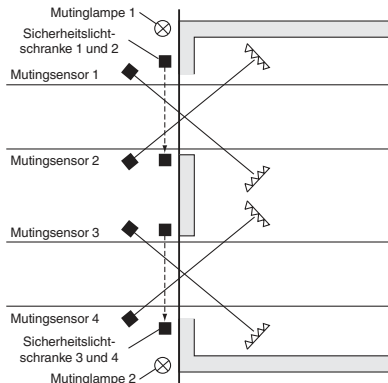 Mutinglampe 1
Sicherheitslicht-
schranke 1 und 2
Mutingsensor 1
Mutingsensor 2
Mutingsensor 3
Mutingsensor 4
Sicherheitslicht-
schranke 3 und 4
Mutinglampe 2